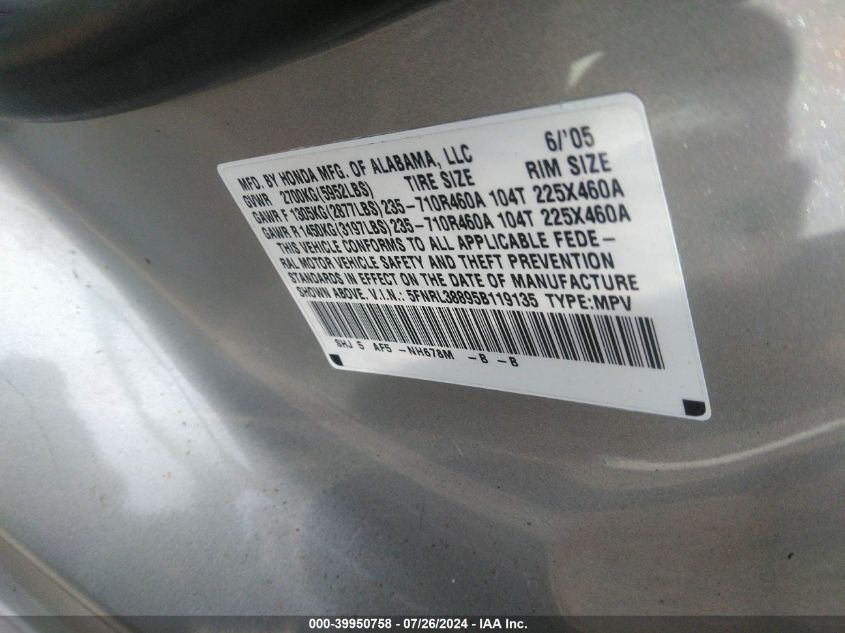 MFD. BY HONDA MFG. OF ALABAMA, LLC 6/'05
GVWR 2700KG(5952LBS) TIRE SIZE RIM SIZE
GAWR F 1305KG(2877LBS)235-710R460A 104T 225X460A
GAWR R 1450KG(3197LBS)235-710R460A 104T 225X460A
THIS VEHICLE CONFORMS TO ALL APPLICABLE FEDE-
RAL MOTOR VEHICLE SAFETY AND THEFT PREVENTION
STANDARDS IN EFFECT ON THE DATE OF MANUFACTURE
SHOWN ABOVE. V.I.N.: 5FNRL38895B119135 TYPE:MPV
SHJ 5 AF5 -NH678M -B -B
000-39950758 - 07/26/2024 - IAA Inc.